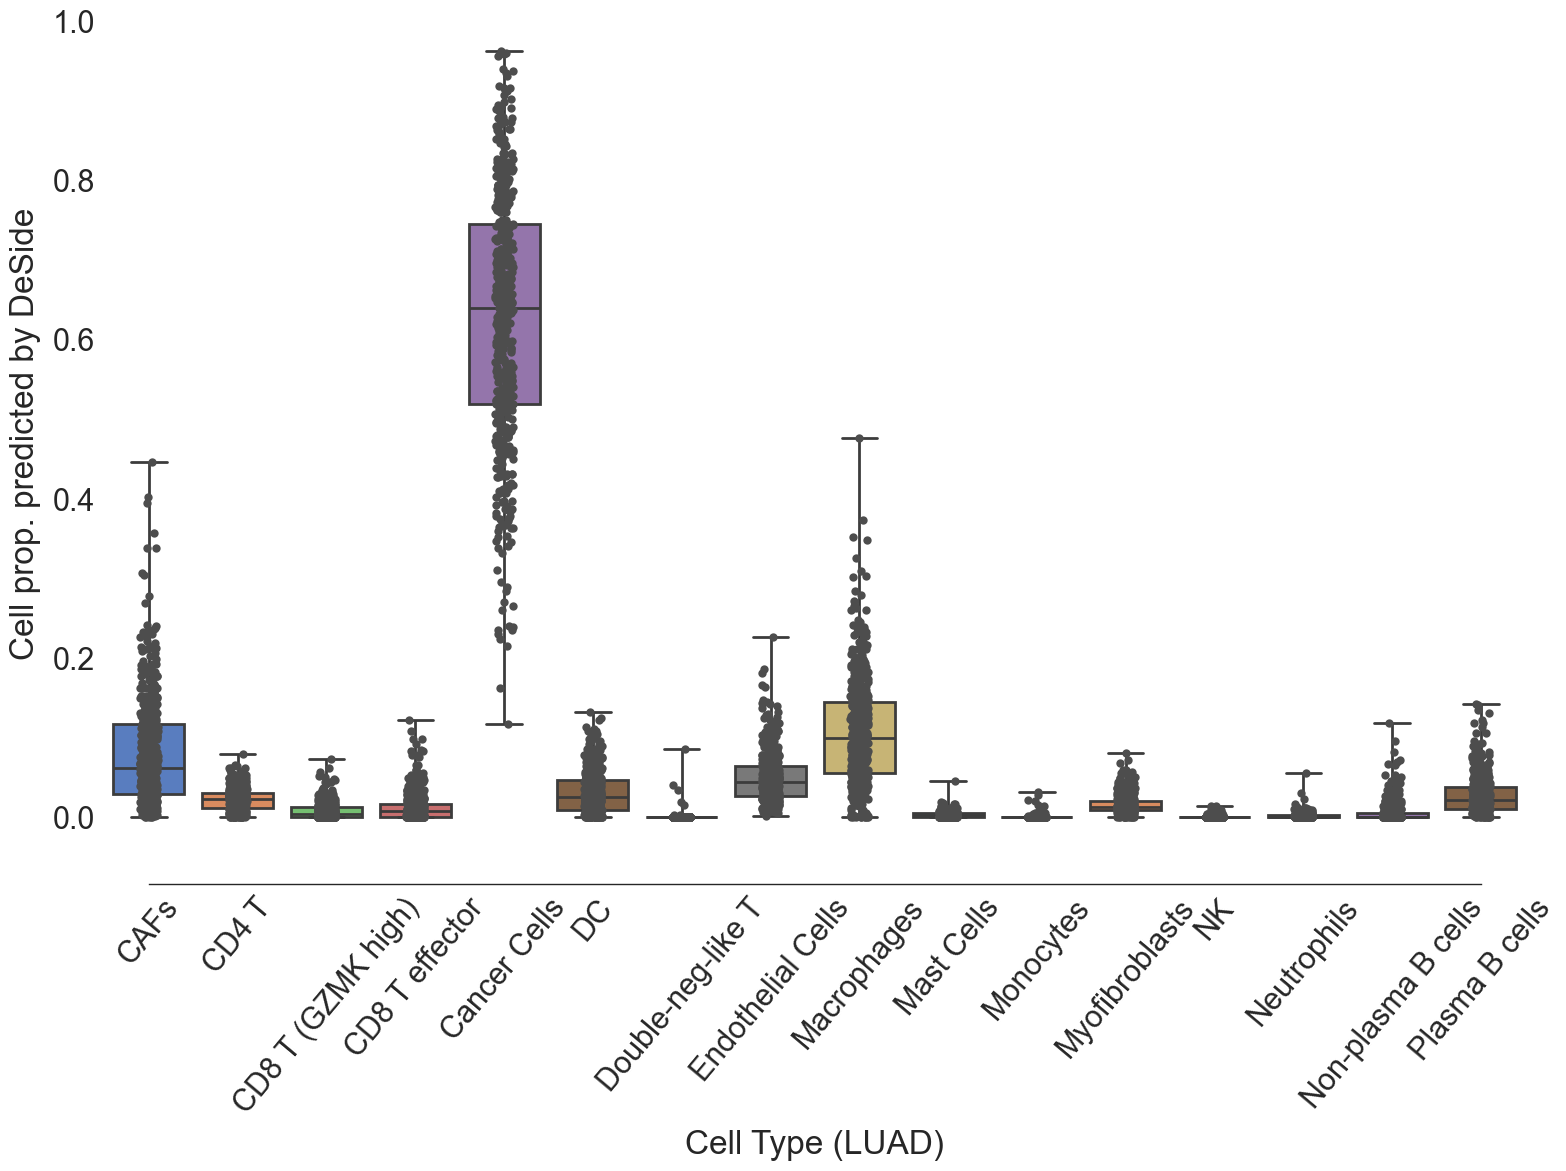 Cell prop. predicted by DeSide
1.0
0.8
0.6
0.4
0.2
0.0
CAFs
CD4 T
CD8 T (GZMK high)
CD8 T effector
Cancer Cells
DC
Double-neg-like T
Endothelial Cells
Macrophages
Mast Cells
Monocytes
Myofibroblasts
NK
Neutrophils
Non-plasma B cells
Plasma B cells
Cell Type (LUAD)